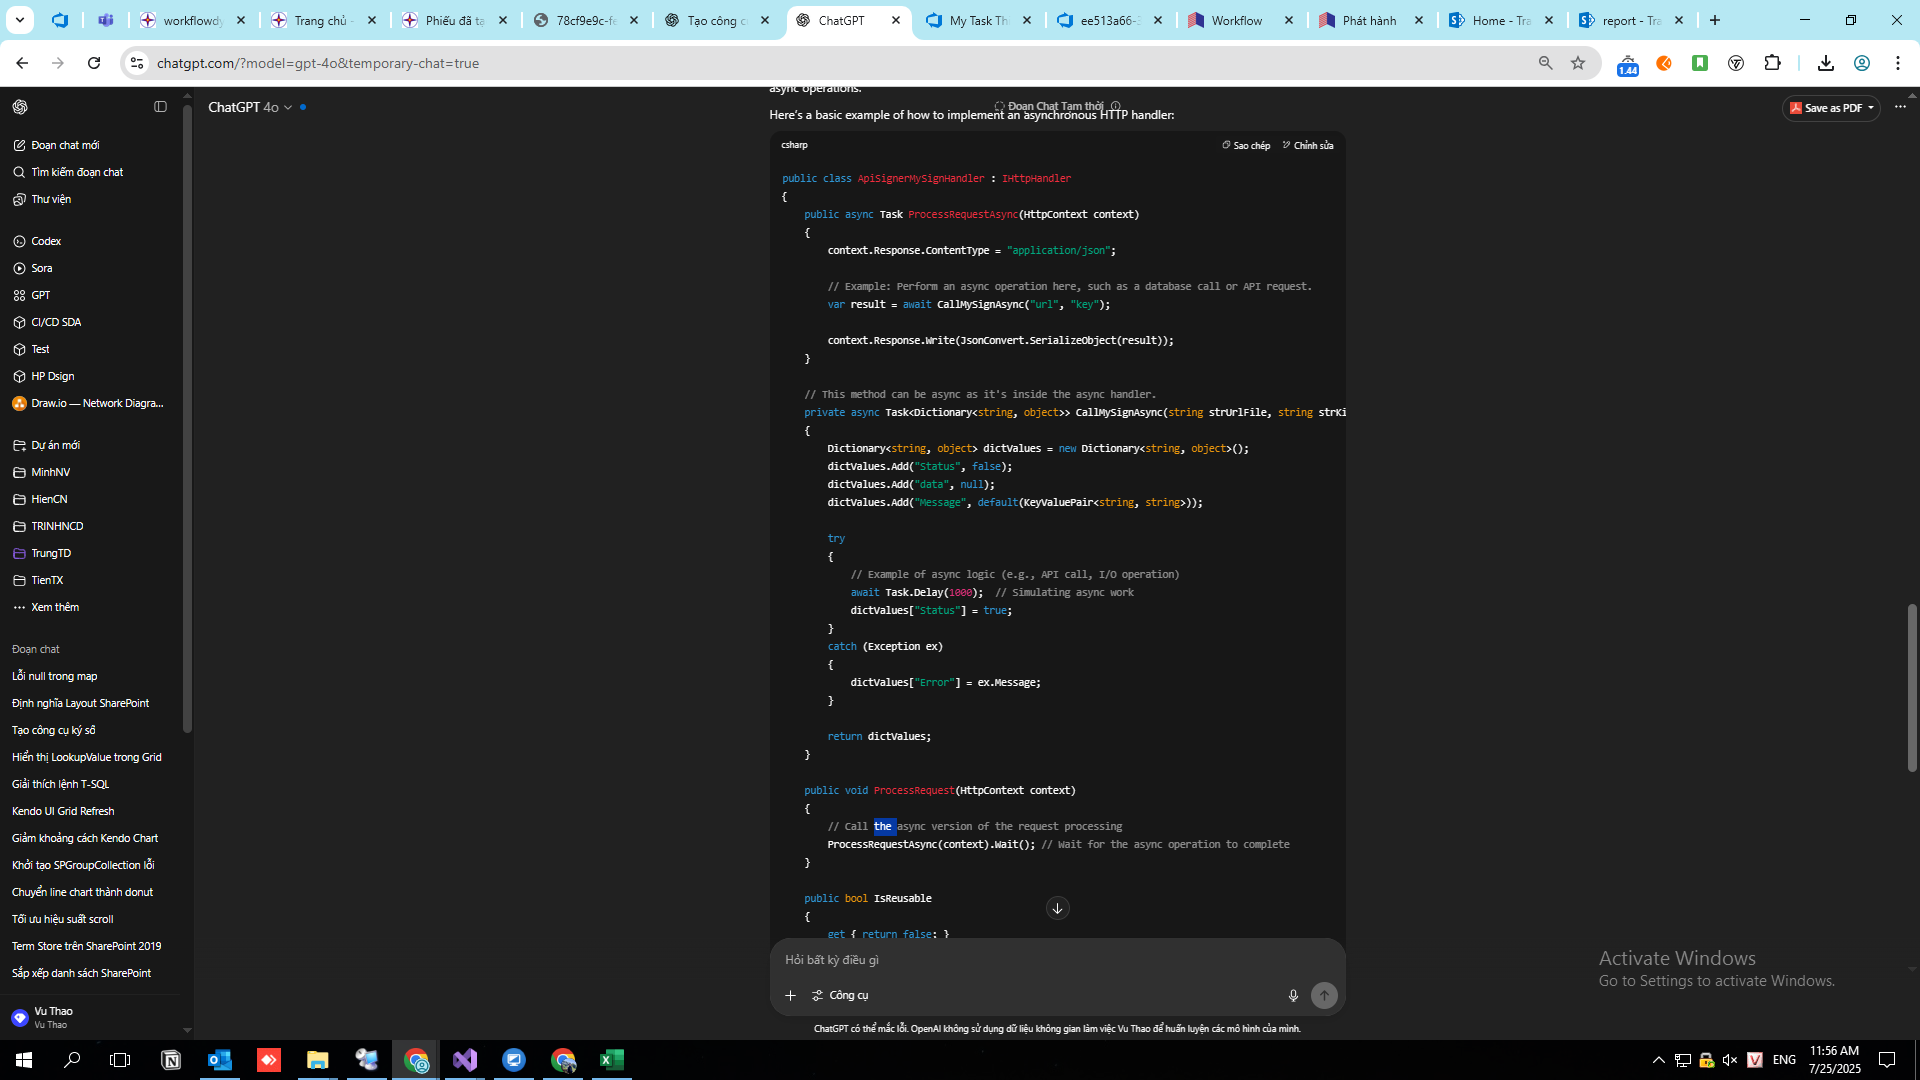 workflowdy
Trang chủ -
Phiếu đã tạ
78cf9e9c-fe
Tạo công c
ChatGPT
My Task Th
ee513a66-3
Workflow
Phát hành
Home - Tra
report - Tra
chatgpt.com/?model=gpt-4o&temporary-chat=true
1.44
ChatGPT 4o
Đoạn Chat Tạm thời
Save as PDF
Đoạn chat mới
Tìm kiếm đoạn chat
Thư viện
Codex
Sora
GPT
CI/CD SDA
Test
HP Dsign
Draw.io — Network Diagra...
Dự án mới
MinhNV
HienCN
TRINHNCD
TrungTD
TienTX
Xem thêm
Đoạn chat
Lỗi null trong map
Định nghĩa Layout SharePoint
Tạo công cụ ký số
Hiển thị LookupValue trong Grid
Giải thích lệnh T-SQL
Kendo UI Grid Refresh
Giảm khoảng cách Kendo Chart
Khởi tạo SPGroupCollection lỗi
Chuyển line chart thành donut
Tối ưu hiệu suất scroll
Term Store trên SharePoint 2019
Sắp xếp danh sách SharePoint
Vu Thao
Vu Thao
async operations.
Here's a basic example of how to implement an asynchronous HTTP handler:
csharp
Sao chép
Chỉnh sửa
public class ApiSignerMySignHandler : IHttpHandler
{
public async Task ProcessRequestAsync(HttpContext context)
{
context.Response.ContentType = "application/json";
// Example: Perform an async operation here, such as a database call or API request.
var result = await CallMySignAsync("url", "key");
context.Response.Write(JsonConvert.SerializeObject(result));
}
// This method can be async as it's inside the async handler.
private async Task<Dictionary<string, object>> CallMySignAsync(string strUrlFile, string strKi
{
Dictionary<string, object> dictValues = new Dictionary<string, object>();
dictValues.Add("Status", false);
dictValues.Add("data", null);
dictValues.Add("Message", default(KeyValuePair<string, string>));
try
{
// Example of async logic (e.g., API call, I/O operation)
await Task.Delay(1000);  // Simulating async work
dictValues["Status"] = true;
}
catch (Exception ex)
{
dictValues["Error"] = ex.Message;
}
return dictValues;
}
public void ProcessRequest(HttpContext context)
{
// Call the async version of the request processing
ProcessRequestAsync(context).Wait(); // Wait for the async operation to complete
}
public bool IsReusable
{
get { return false; }
Hỏi bất kỳ điều gì
Công cụ
ChatGPT có thể mắc lỗi. OpenAI không sử dụng dữ liệu không gian làm việc Vu Thao để huấn luyện các mô hình của mình.
Activate Windows
Go to Settings to activate Windows.
ENG
11:56 AM
7/25/2025